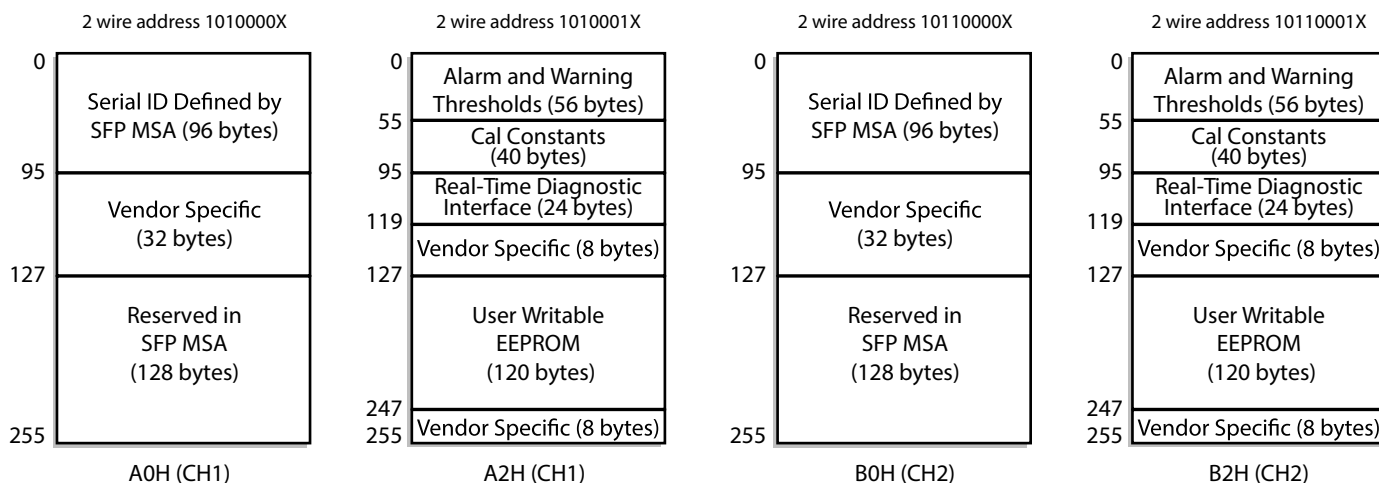 2 wire address 1010000X
0
Serial ID Defined by
SFP MSA (96 bytes)
95
Vendor Specific
(32 bytes)
127
Reserved in
SFP MSA
(128 bytes)
255
A0H (CH1)
2 wire address 1010001X
0
Alarm and Warning
Thresholds (56 bytes)
55
Cal Constants
(40 bytes)
95
Real-Time Diagnostic
Interface (24 bytes)
119
Vendor Specific (8 bytes)
127
User Writable
EEPROM
(120 bytes)
247
Vendor Specific (8 bytes)
255
A2H (CH1)
2 wire address 10110000X
0
Serial ID Defined by
SFP MSA (96 bytes)
95
Vendor Specific
(32 bytes)
127
Reserved in
SFP MSA
(128 bytes)
255
B0H (CH2)
2 wire address 10110001X
0
Alarm and Warning
Thresholds (56 bytes)
55
Cal Constants
(40 bytes)
95
Real-Time Diagnostic
Interface (24 bytes)
119
Vendor Specific (8 bytes)
127
User Writable
EEPROM
(120 bytes)
247
Vendor Specific (8 bytes)
255
B2H (CH2)